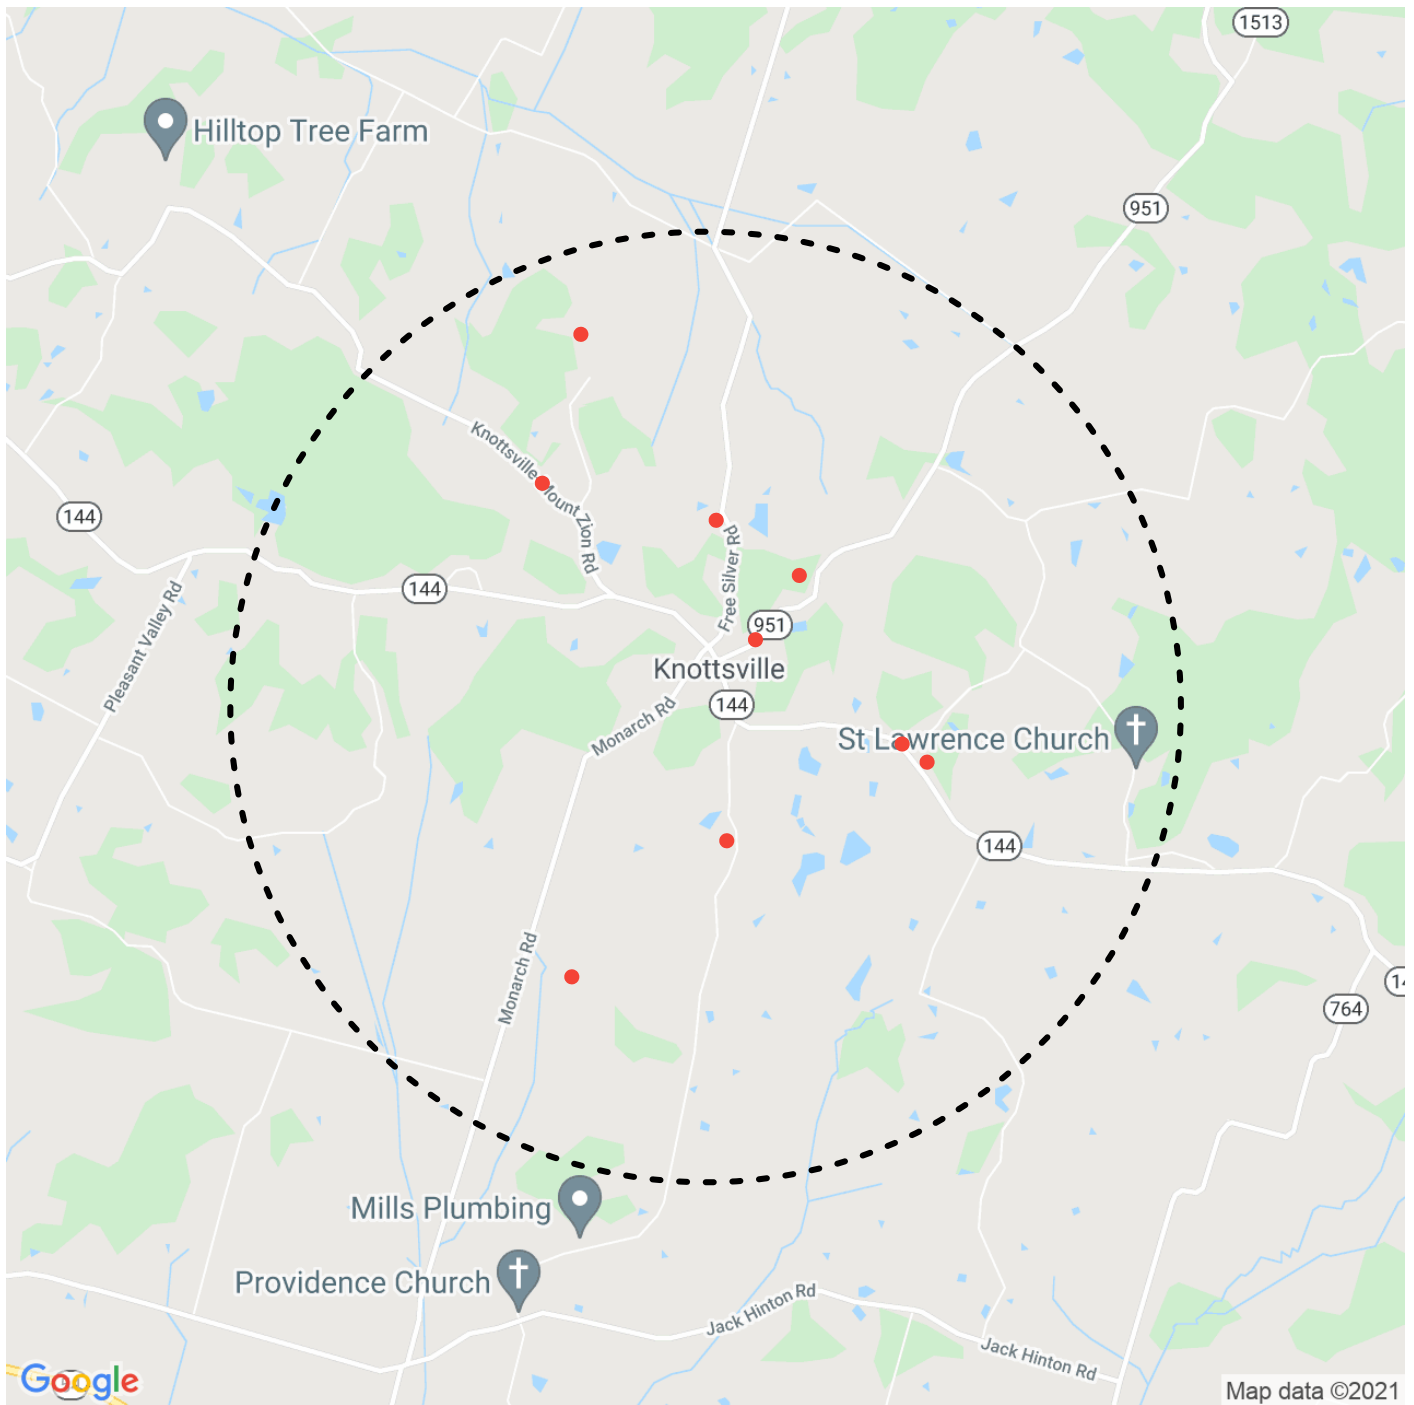 1513
Hilltop Tree Farm
951
Knottsville Mount Zion Rd
144
144
Free Silver Rd
Pleasant Valley Rd
951
Knottsville
144
Monarch Rd
St Lawrence Church
144
Monarch Rd
764
Mills Plumbing
Providence Church
Jack Hinton Rd
Jack Hinton Rd
Google
Map data ©2021